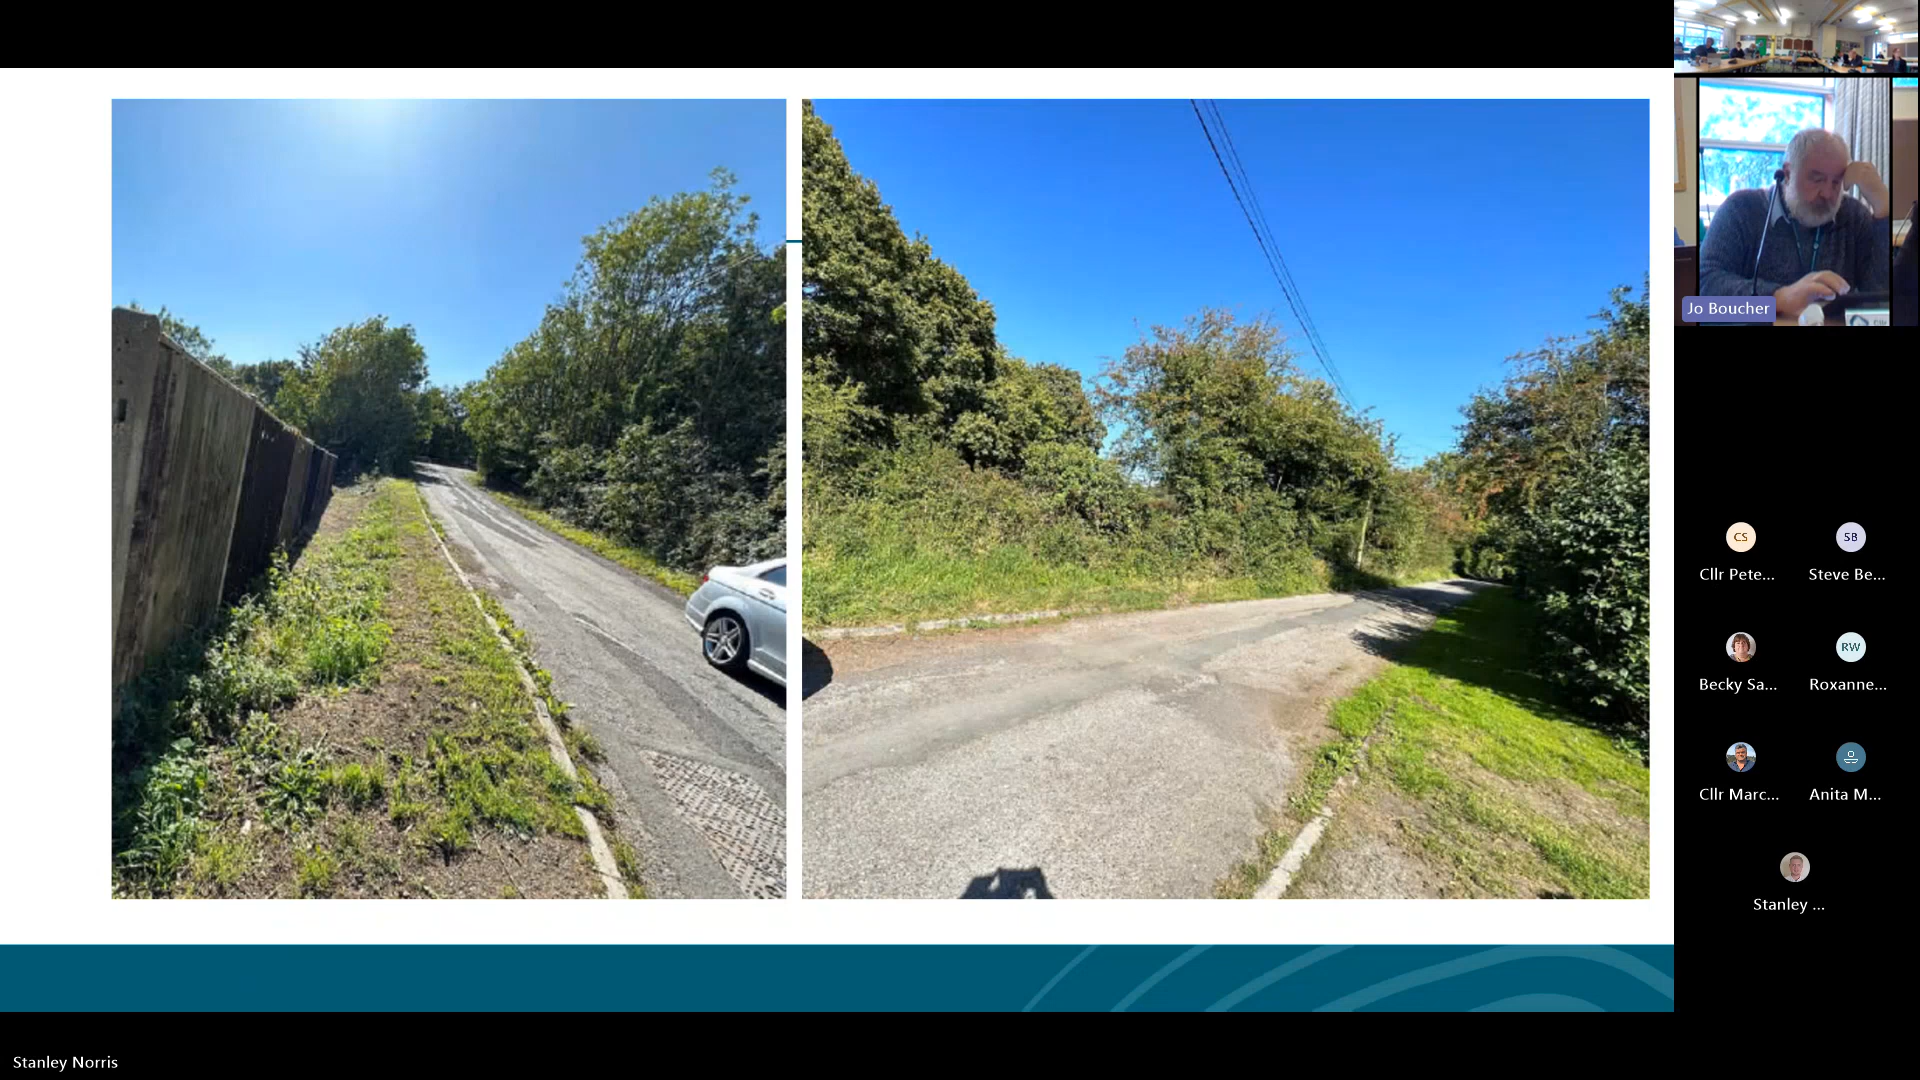 Jo Boucher
CS
SB
Cllr Pete...
Steve Be...
RW
Becky Sa...
Roxanne...
Cllr Marc...
Anita M...
Stanley ...
Stanley Norris